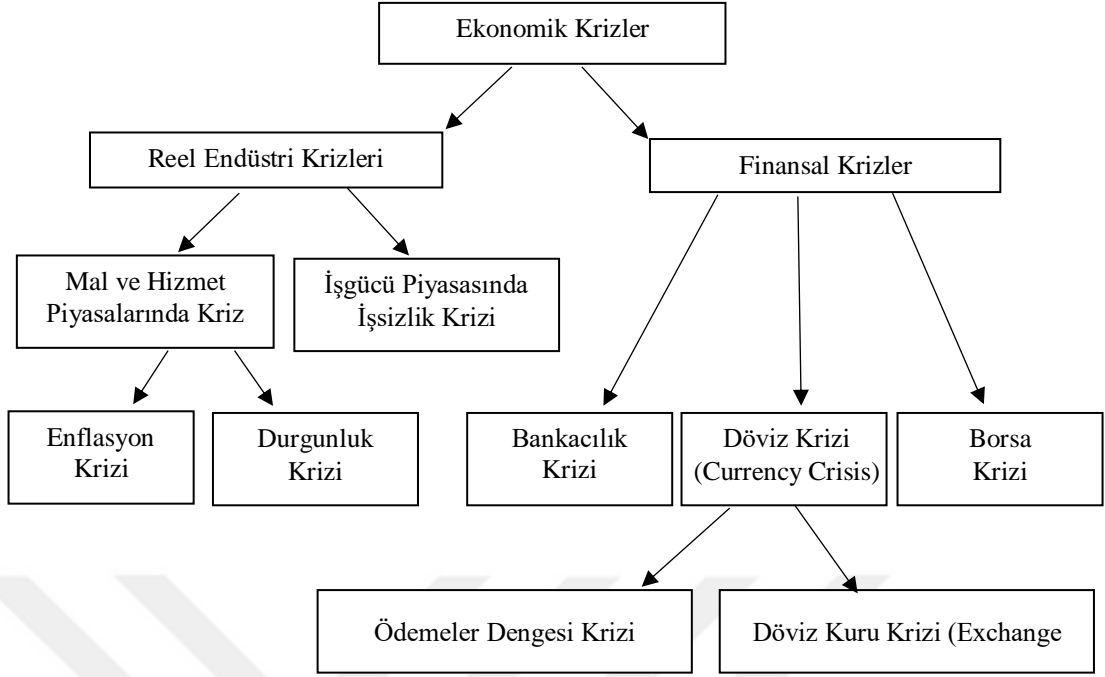 Ekonomik Krizler
Reel Endüstri Krizleri
Finansal Krizler
Mal ve Hizmet
Piyasalarında Kriz
İşgücü Piyasasında
İşsizlik Krizi
Enflasyon
Krizi
Durgunluk
Krizi
Bankacılık
Krizi
Döviz Krizi
(Currency Crisis)
Borsa
Krizi
Ödemeler Dengesi Krizi
Döviz Kuru Krizi (Exchange